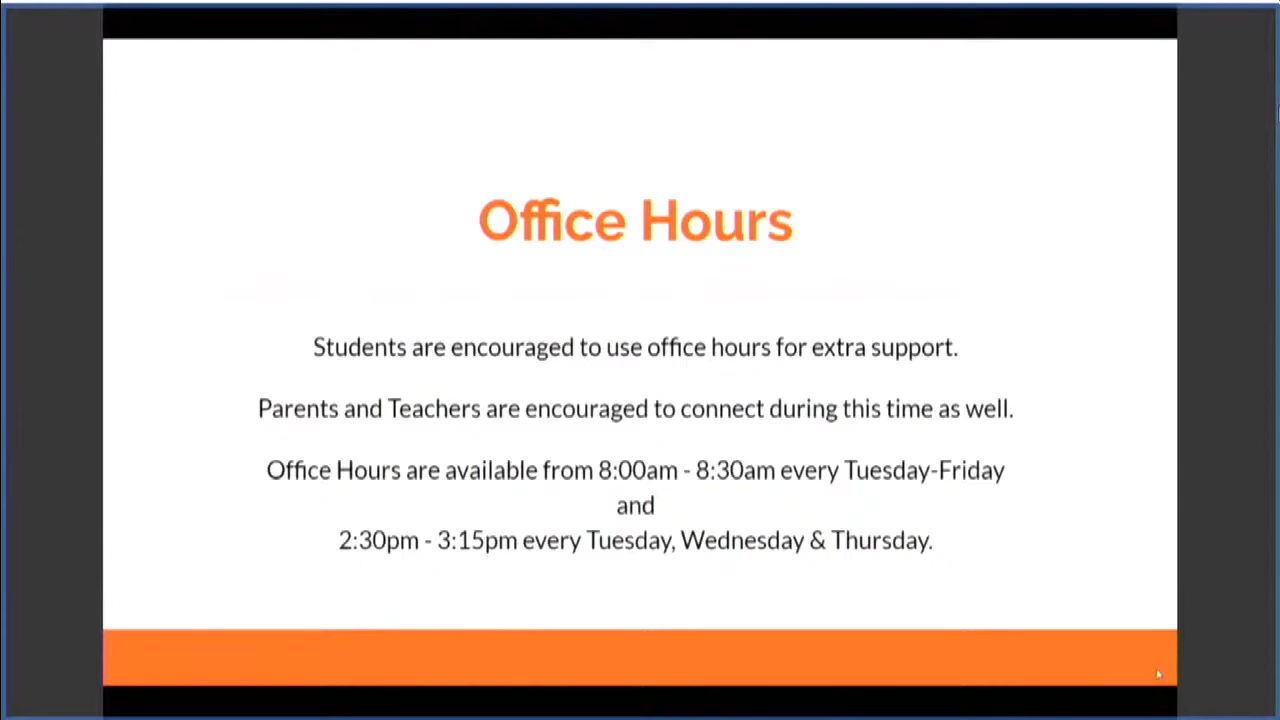 Office Hours
Students are encouraged to use office hours for extra support.
Parents and Teachers are encouraged to connect during this time as well.
Office Hours are available from 8:00am - 8:30am every Tuesday-Friday
and
2:30pm - 3:15pm every Tuesday, Wednesday & Thursday.